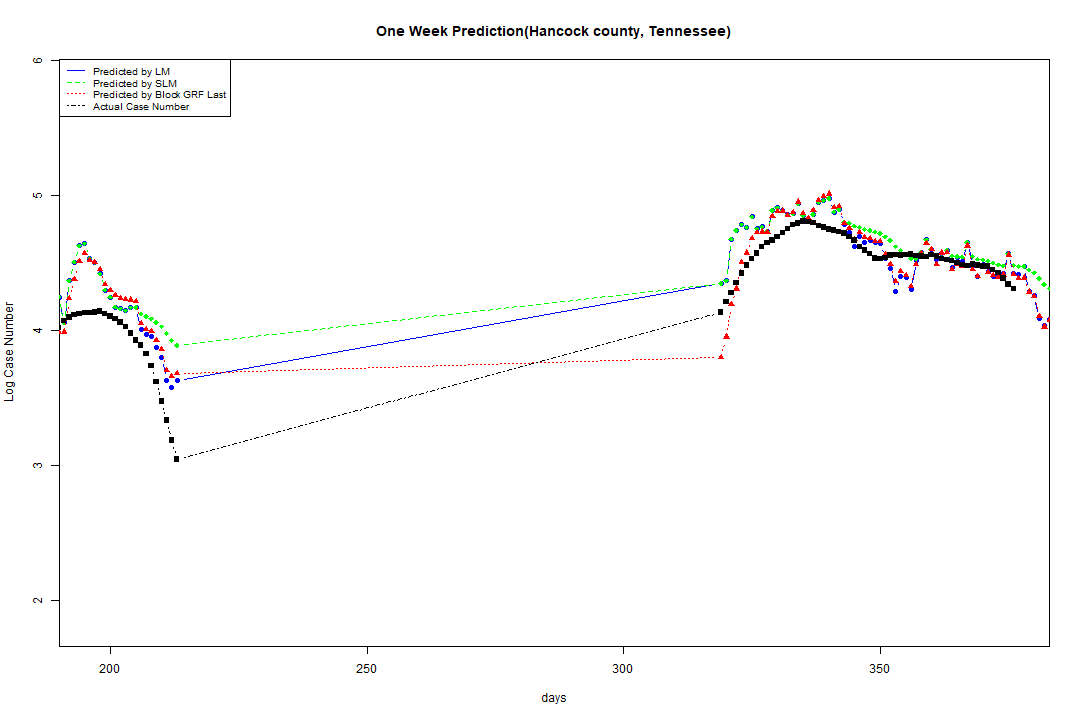 One Week Prediction(Hancock county, Tennessee)
Predicted by LM
Predicted by SLM
Predicted by Block GRF Last
Actual Case Number
6
5
4
3
2
Log Case Number
200 250 300 350
days